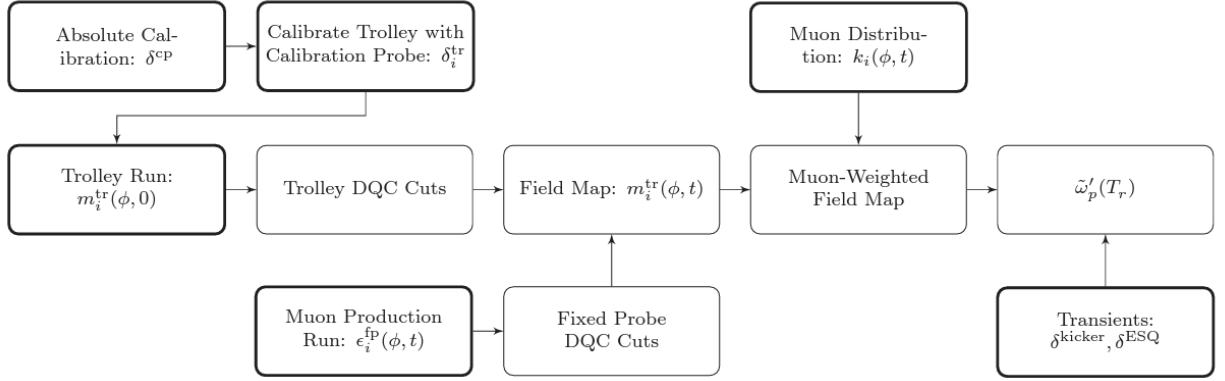 Absolute Cal-
ibration: δ^cp
Calibrate Trolley with
Calibration Probe: δ_i^tr
Muon Distribu-
tion: k_i(ϕ, t)
Trolley Run:
m_i^tr(ϕ, 0)
Trolley DQC Cuts
Field Map: m_i^tr(ϕ, t)
Muon-Weighted
Field Map
ω̃′_p(T_r)
Muon Production
Run: ϵ_i^fp(ϕ, t)
Fixed Probe
DQC Cuts
Transients:
δ^kicker, δ^ESQ